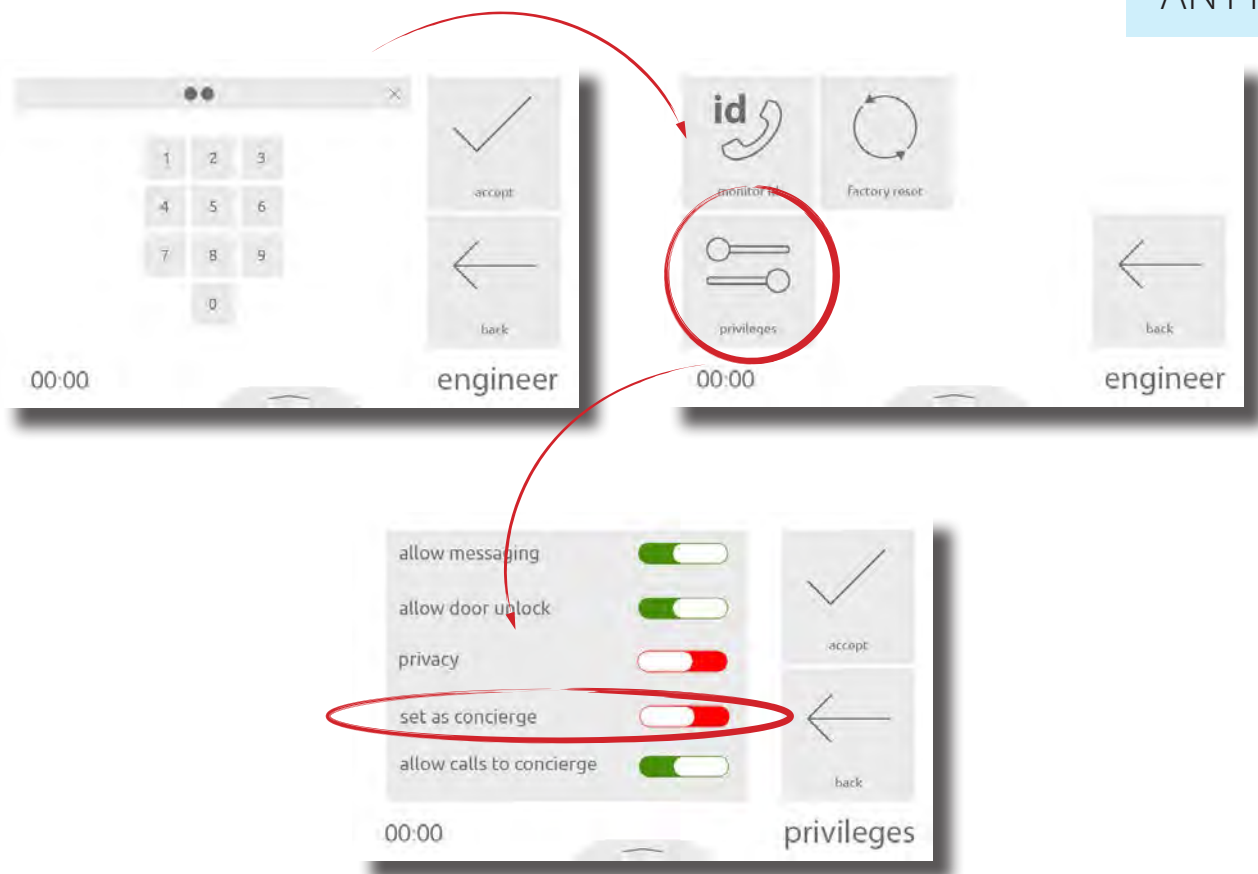 1 2 3
4 5 6
7 8 9
0
accept
back
00:00
engineer
id
monitor id
factory reset
privileges
back
00:00
engineer
allow messaging
allow door unlock
privacy
set as concierge
allow calls to concierge
accept
back
00:00
privileges